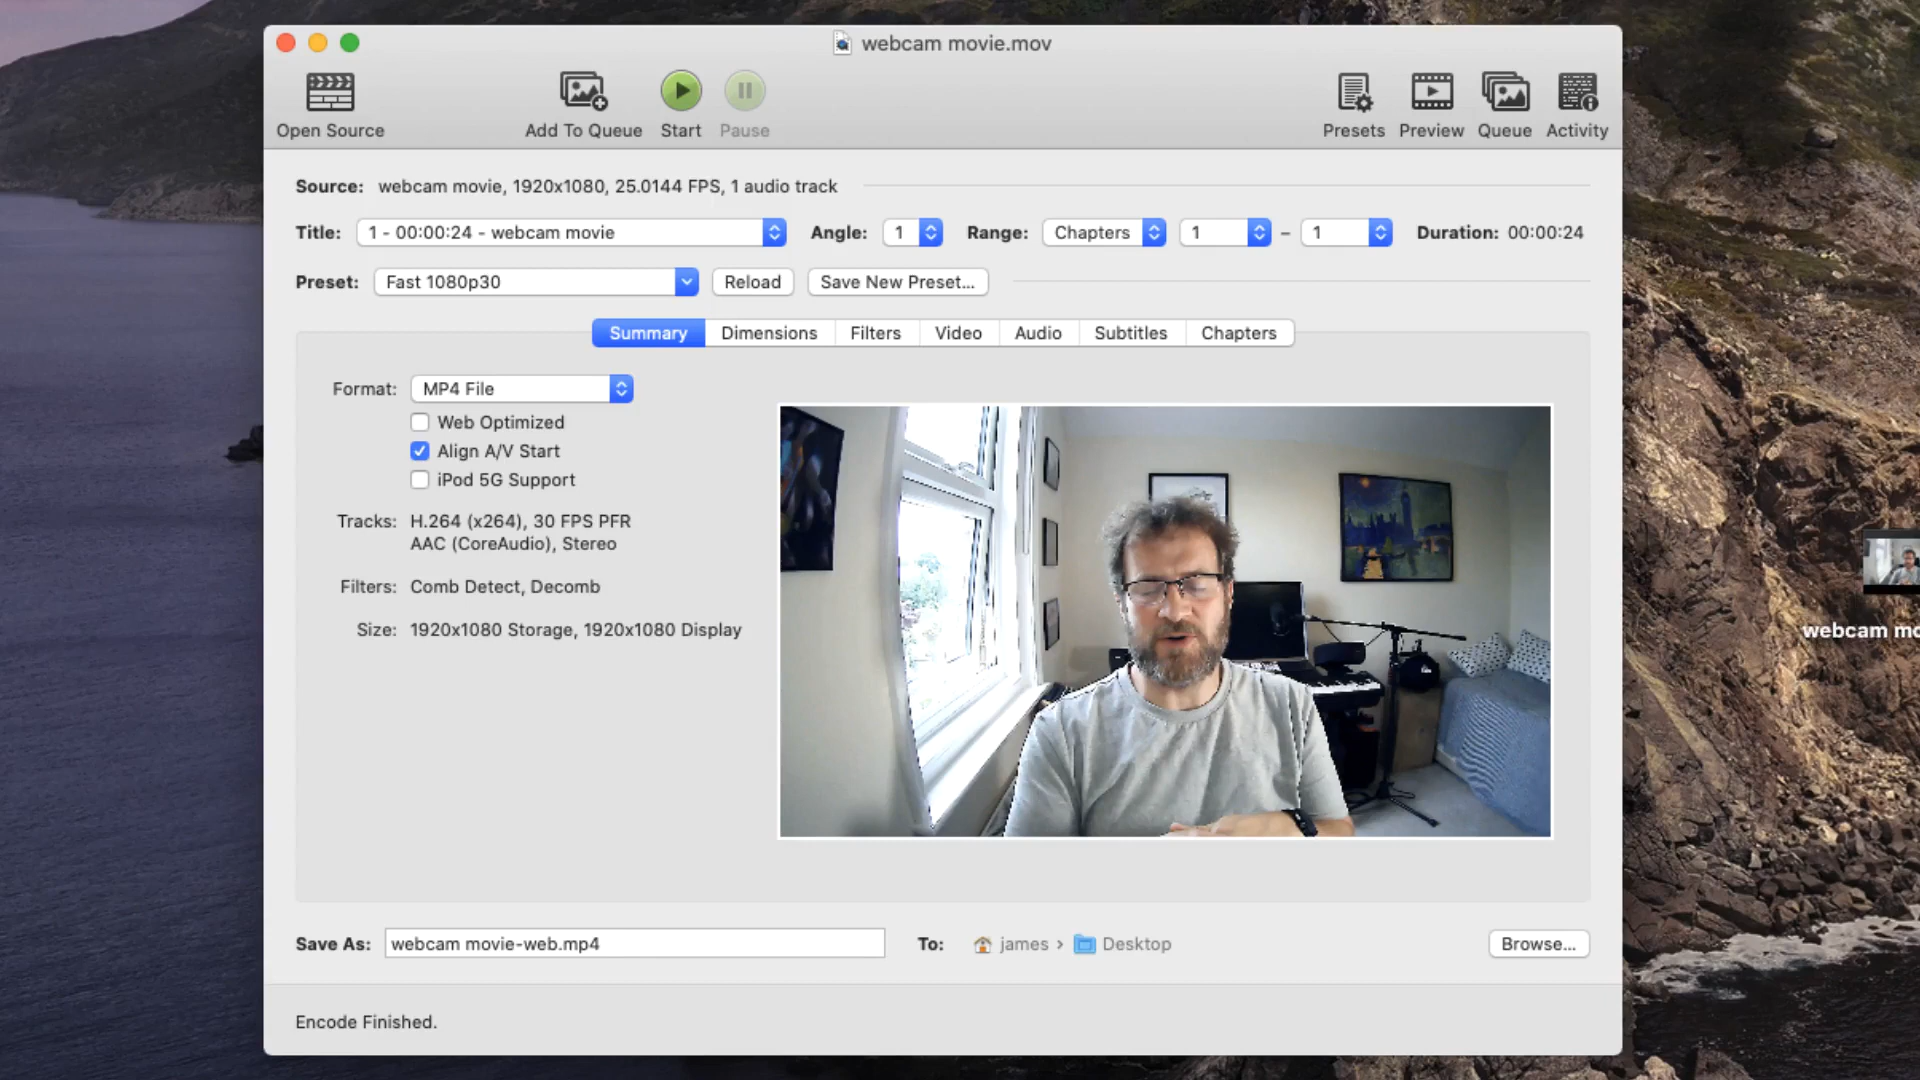 webcam movie.mov
Open Source
Add To Queue
Start
Pause
Presets
Preview
Queue
Activity
Source: webcam movie, 1920x1080, 25.0144 FPS, 1 audio track
Title: 1 - 00:00:24 - webcam movie Angle: 1 Range: Chapters 1 – 1 Duration: 00:00:24
Preset: Fast 1080p30 Reload Save New Preset...
Summary Dimensions Filters Video Audio Subtitles Chapters
Format: MP4 File
Web Optimized
Align A/V Start
iPod 5G Support
Tracks: H.264 (x264), 30 FPS PFR
AAC (CoreAudio), Stereo
Filters: Comb Detect, Decomb
Size: 1920x1080 Storage, 1920x1080 Display
webcam mo
Save As: webcam movie-web.mp4 To: james › Desktop Browse...
Encode Finished.